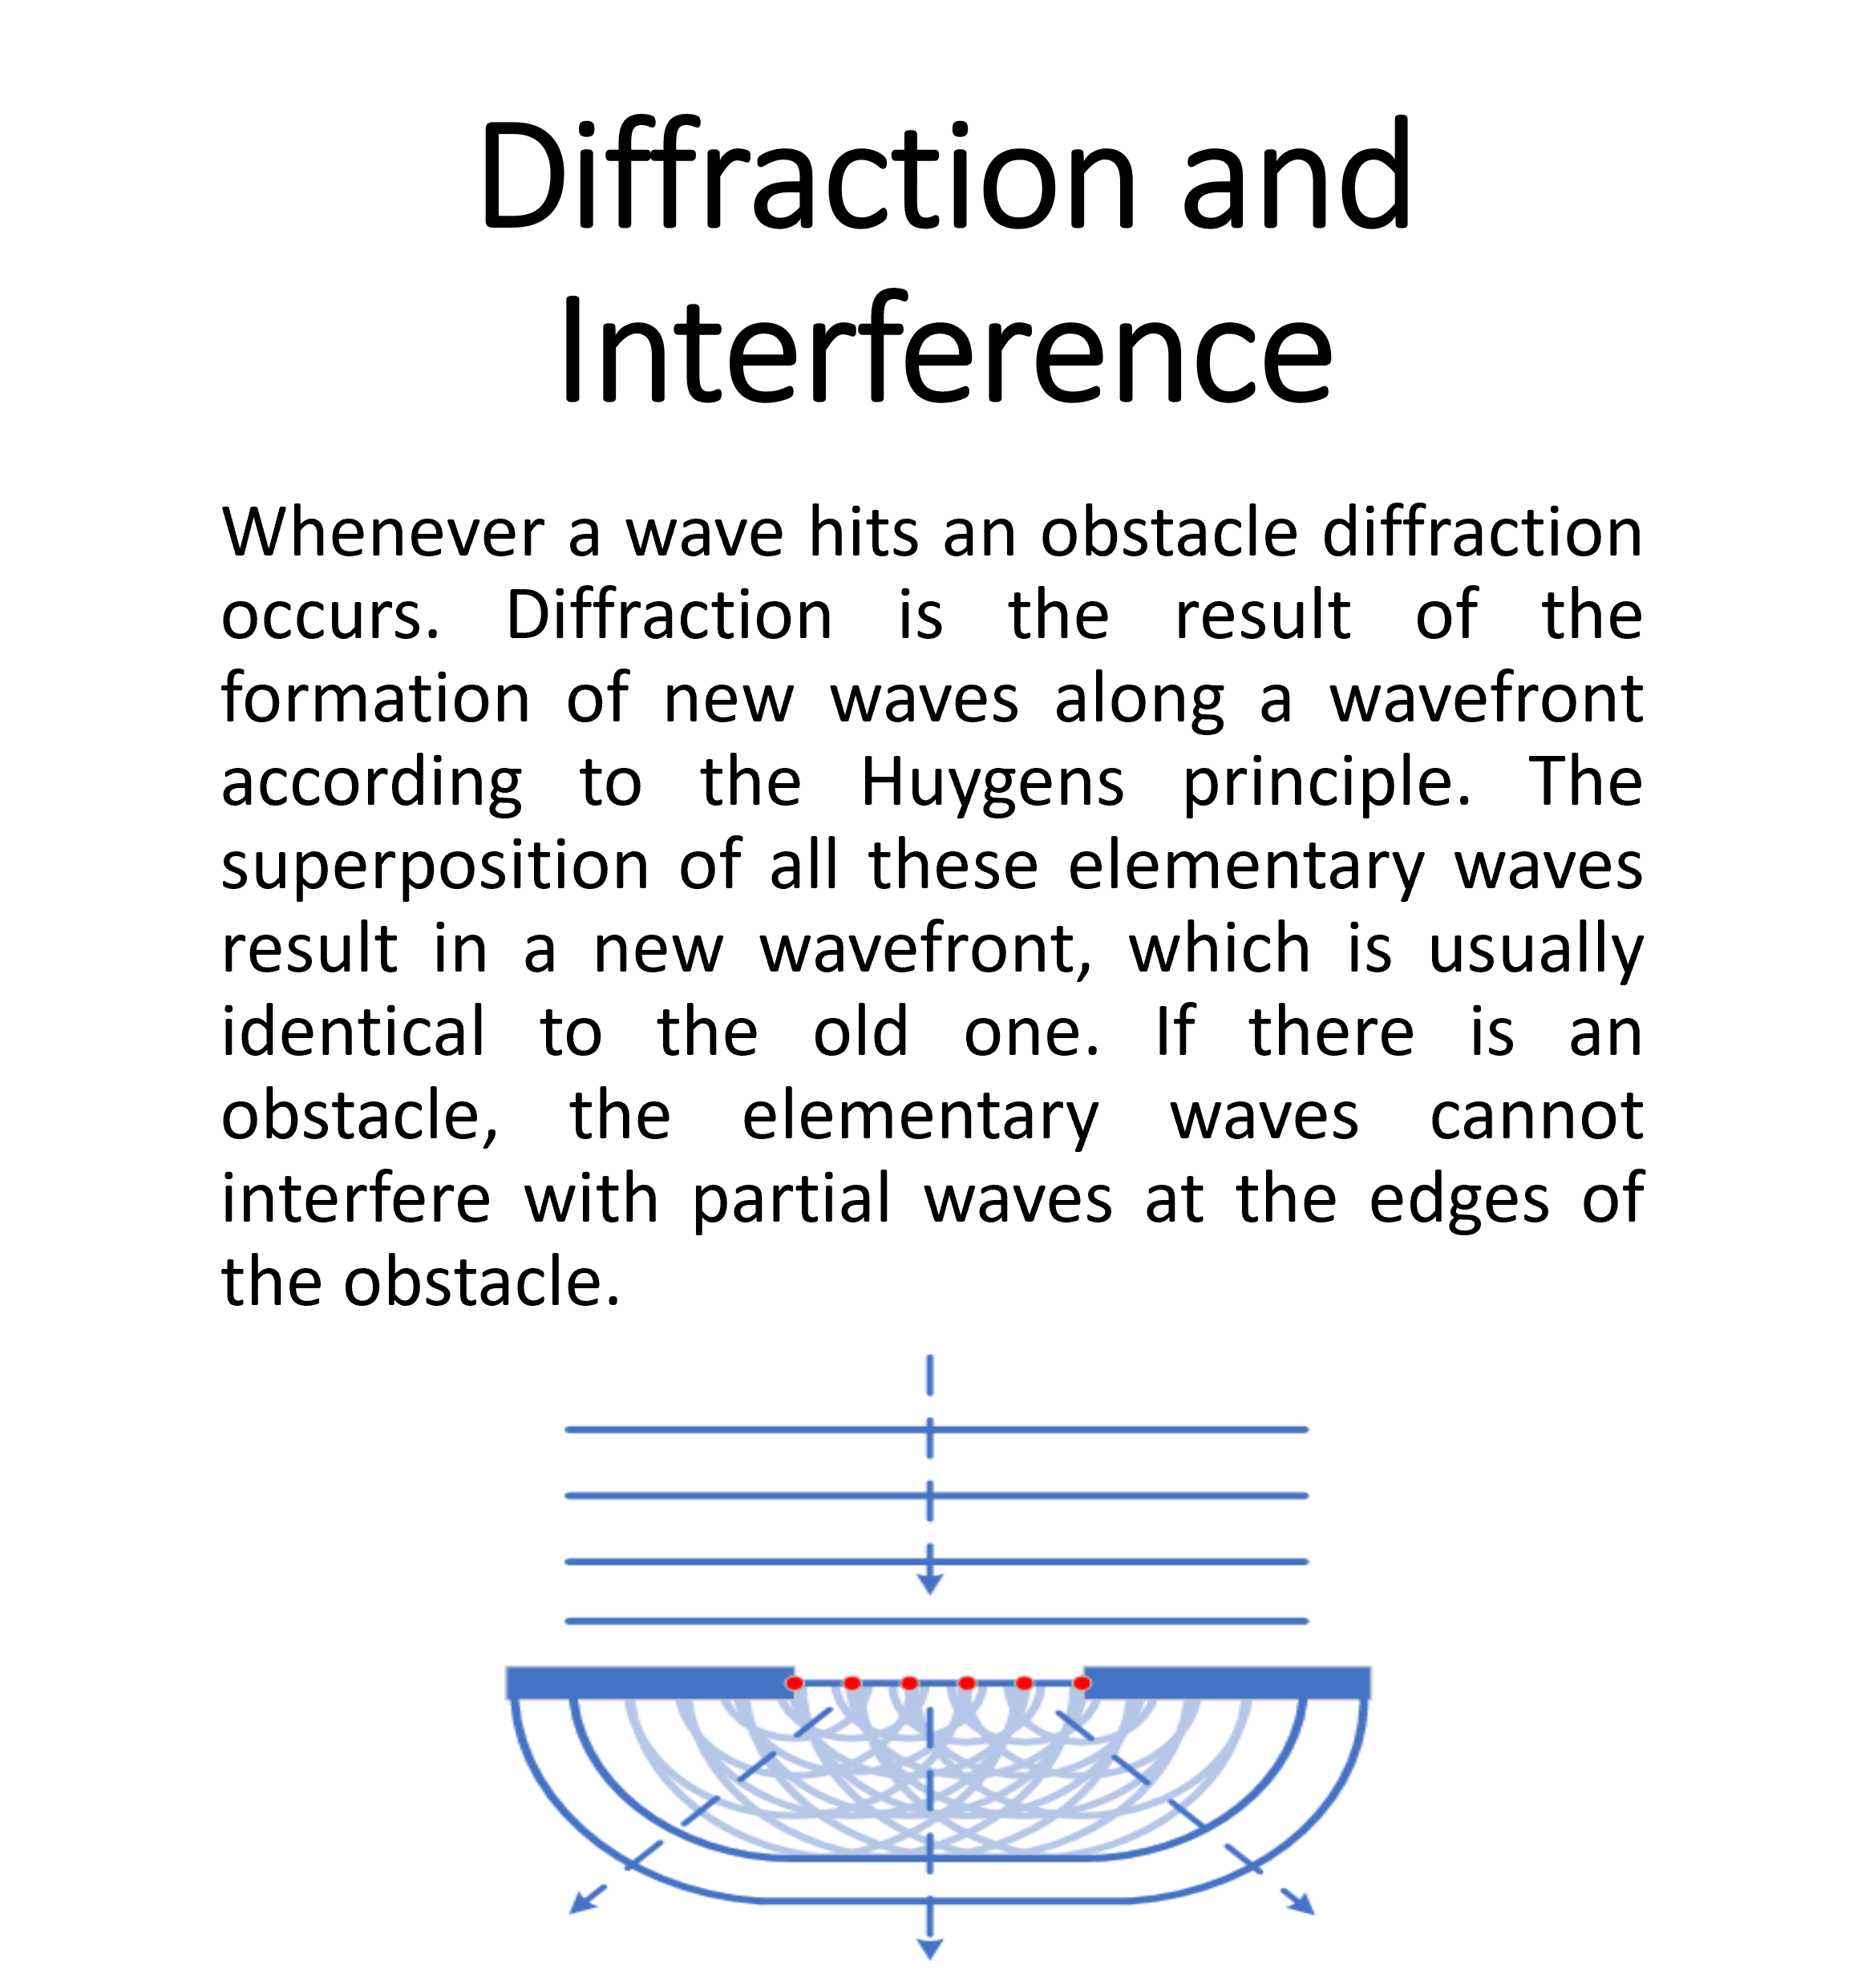 Diffraction and
Interference
Whenever a wave hits an obstacle diffraction
occurs. Diffraction is the result of the
formation of new waves along a wavefront
according to the Huygens principle. The
superposition of all these elementary waves
result in a new wavefront, which is usually
identical to the old one. If there is an
obstacle, the elementary waves cannot
interfere with partial waves at the edges of
the obstacle.